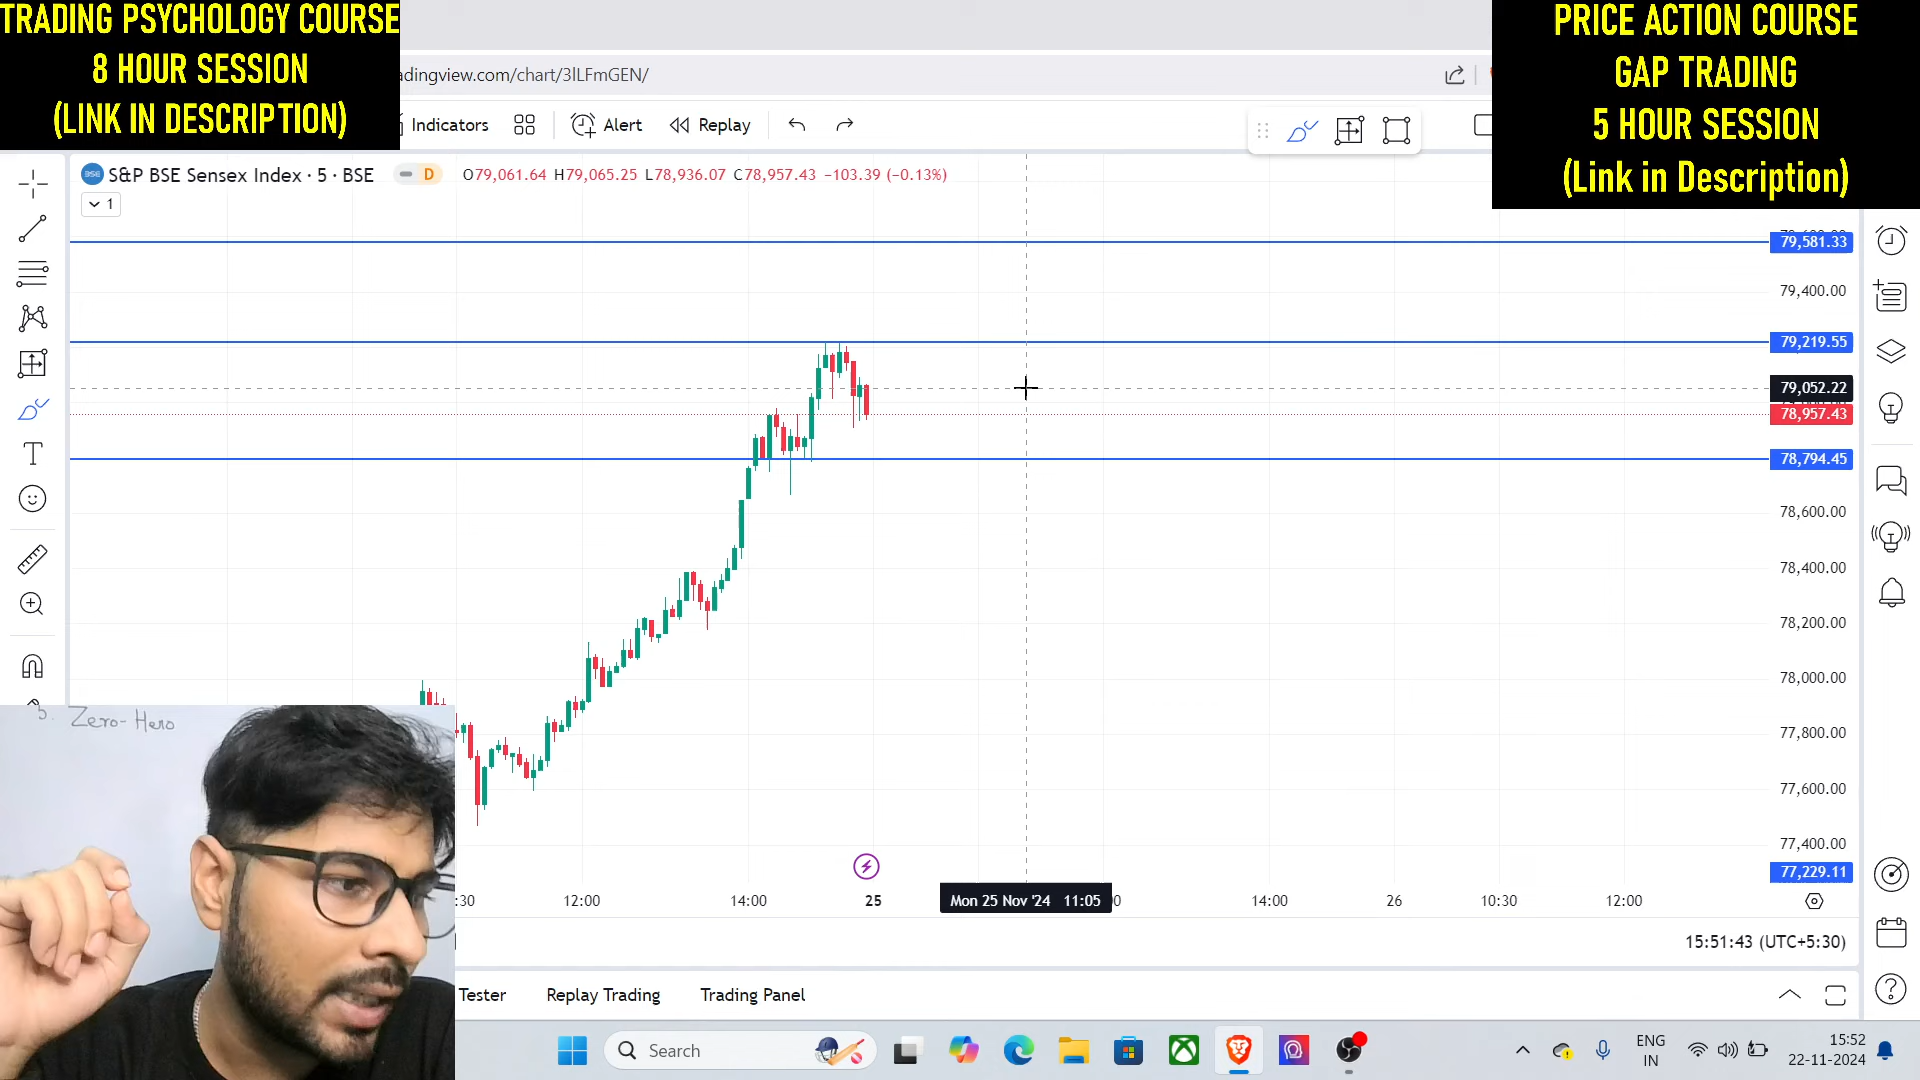 TRADING PSYCHOLOGY COURSE
8 HOUR SESSION
(LINK IN DESCRIPTION)
PRICE ACTION COURSE
GAP TRADING
5 HOUR SESSION
(Link in Description)
adingview.com/chart/3lLFmGEN/
Indicators
Alert
Replay
S&P BSE Sensex Index · 5 · BSE
D
O79,061.64 H79,065.25 L78,936.07 C78,957.43 −103.39 (−0.13%)
1
79,581.33
79,400.00
79,219.55
79,052.22
78,957.43
78,794.45
78,600.00
78,400.00
78,200.00
78,000.00
77,800.00
77,600.00
77,400.00
77,229.11
Zero-Hero
:30
12:00
14:00
25
Mon 25 Nov '24 11:05
14:00
26
10:30
12:00
15:51:43 (UTC+5:30)
Tester
Replay Trading
Trading Panel
Search
ENG
IN
15:52
22-11-2024